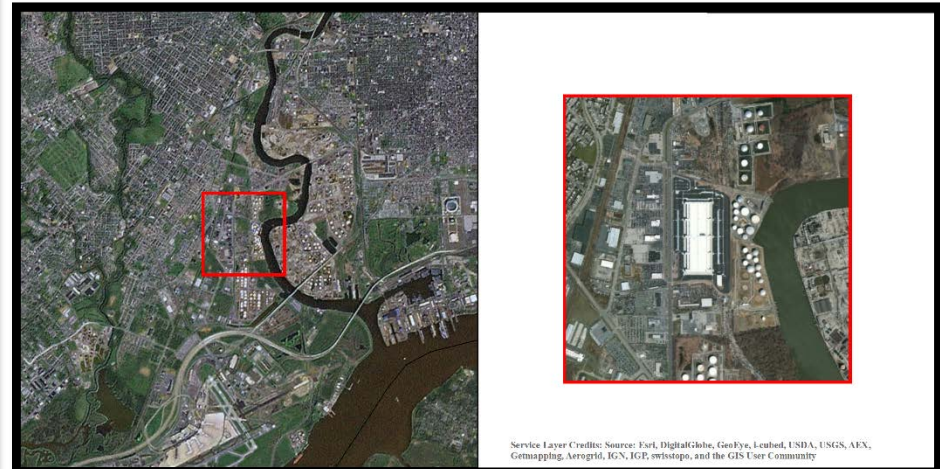 Service Layer Credits: Source: Esri, DigitalGlobe, GeoEye, i-cubed, USDA, USGS, AEX,
Getmapping, Aerogrid, IGN, IGP, swisstopo, and the GIS User Community